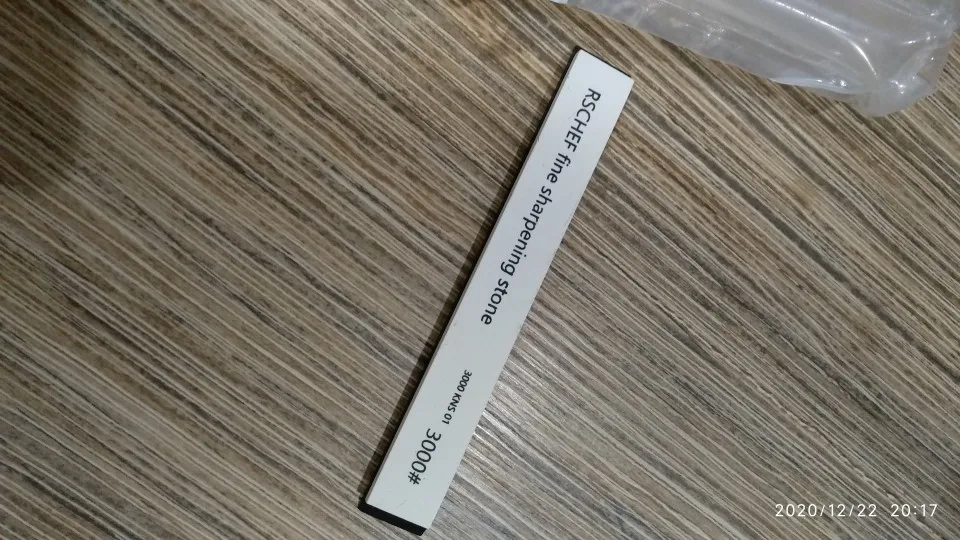 RSCHEF fine sharpening stone
3000 KNS 01 3000#
2020/12/22 20:17